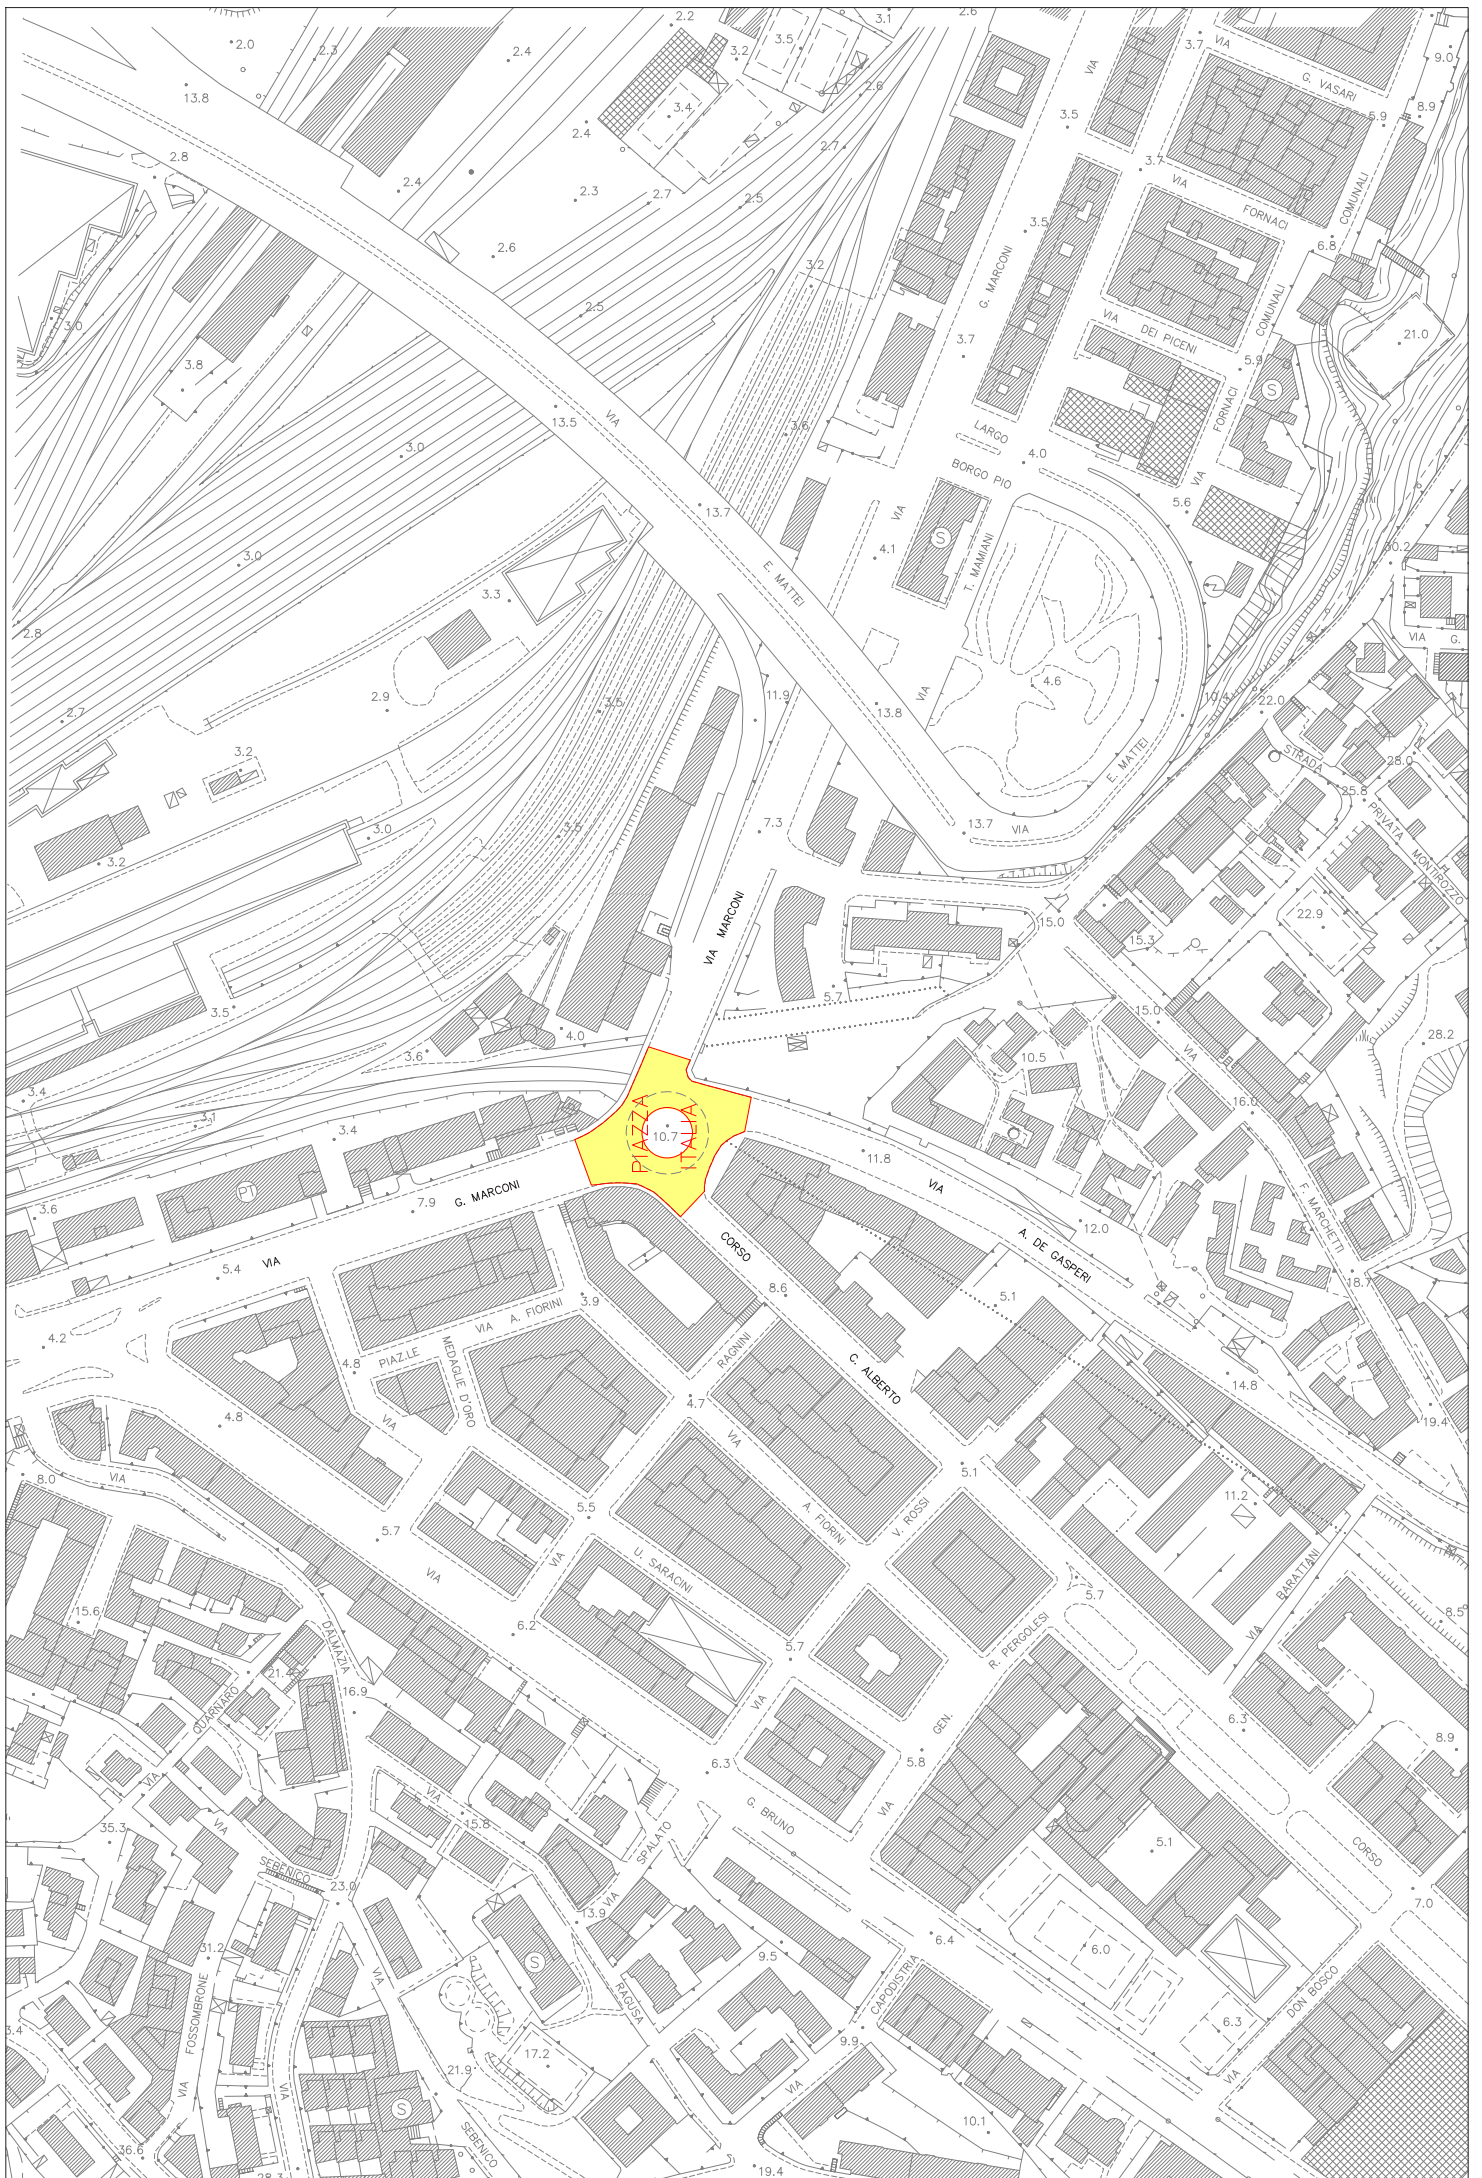 2.2
3.1
2.6
2.0
2.3
2.4
3.2
3.5
3.7
VIA
G. VASARI
9.0
13.8
3.4
2.6
VIA
3.5
5.9
8.9
2.4
2.7
2.8
2.4
2.3
2.7
2.5
3.7
VIA
FORNACI
COMUNALI
3.5
6.8
2.6
3.2
G. MARCONI
2.5
3.0
VIA
DEI PICENI
COMUNALI
21.0
3.8
3.7
5.9
S
13.5
VIA
3.6
LARGO
FORNACI
3.0
BORGO PIO
4.0
VIA
5.6
13.7
VIA
4.1
S
T. MAMIANI
30.2
3.0
E. MATTEI
3.3
2.8
VIA
G.
2.9
11.9
VIA
4.6
13.8
10.4
22.0
2.7
3.5
3.2
E. MATTEI
STRADA
28.0
25.8
PRIVATA
MONTIROZZO
3.0
3.5
7.3
13.7
VIA
3.2
VIA MARCONI
22.9
15.0
15.3
5.7
3.5
4.0
15.0
28.2
3.6
10.5
VIA
3.4
3.1
3.4
PIAZZA
ITALIA
10.7
16.0
11.8
PT
G. MARCONI
7.9
VIA
F. MARCHETTI
3.6
12.0
CORSO
A. DE GASPERI
VIA
5.4
8.6
5.1
18.7
3.9
4.2
VIA A. FIORINI
PIAZ.LE
MEDAGLIE D'ORO
4.8
RAGNINI
C. ALBERTO
14.8
4.7
19.4
4.8
VIA
VIA
8.0
VIA
5.1
11.2
5.5
A. FIORINI
V. ROSSI
5.7
VIA
VIA
U. SARACINI
BARATTANI
5.7
8.5
15.6
6.2
VIA
DALMAZIA
5.7
R. PERGOLESI
21.4
16.9
QUARNARO
VIA
GEN.
6.3
5.8
8.9
6.3
VIA
VIA
G. BRUNO
VIA
15.8
35.3
VIA
SPALATO
5.1
CORSO
SEBENICO
23.0
VIA
13.9
7.0
31.2
6.4
6.0
9.5
S
VIA
CAPODISTRIA
RAGUSA
DON BOSCO
FOSSOMBRONE
3.4
6.3
9.9
17.2
21.9
VIA
VIA
VIA
VIA
S
10.1
SEBENICO
36.6
28.3
19.4